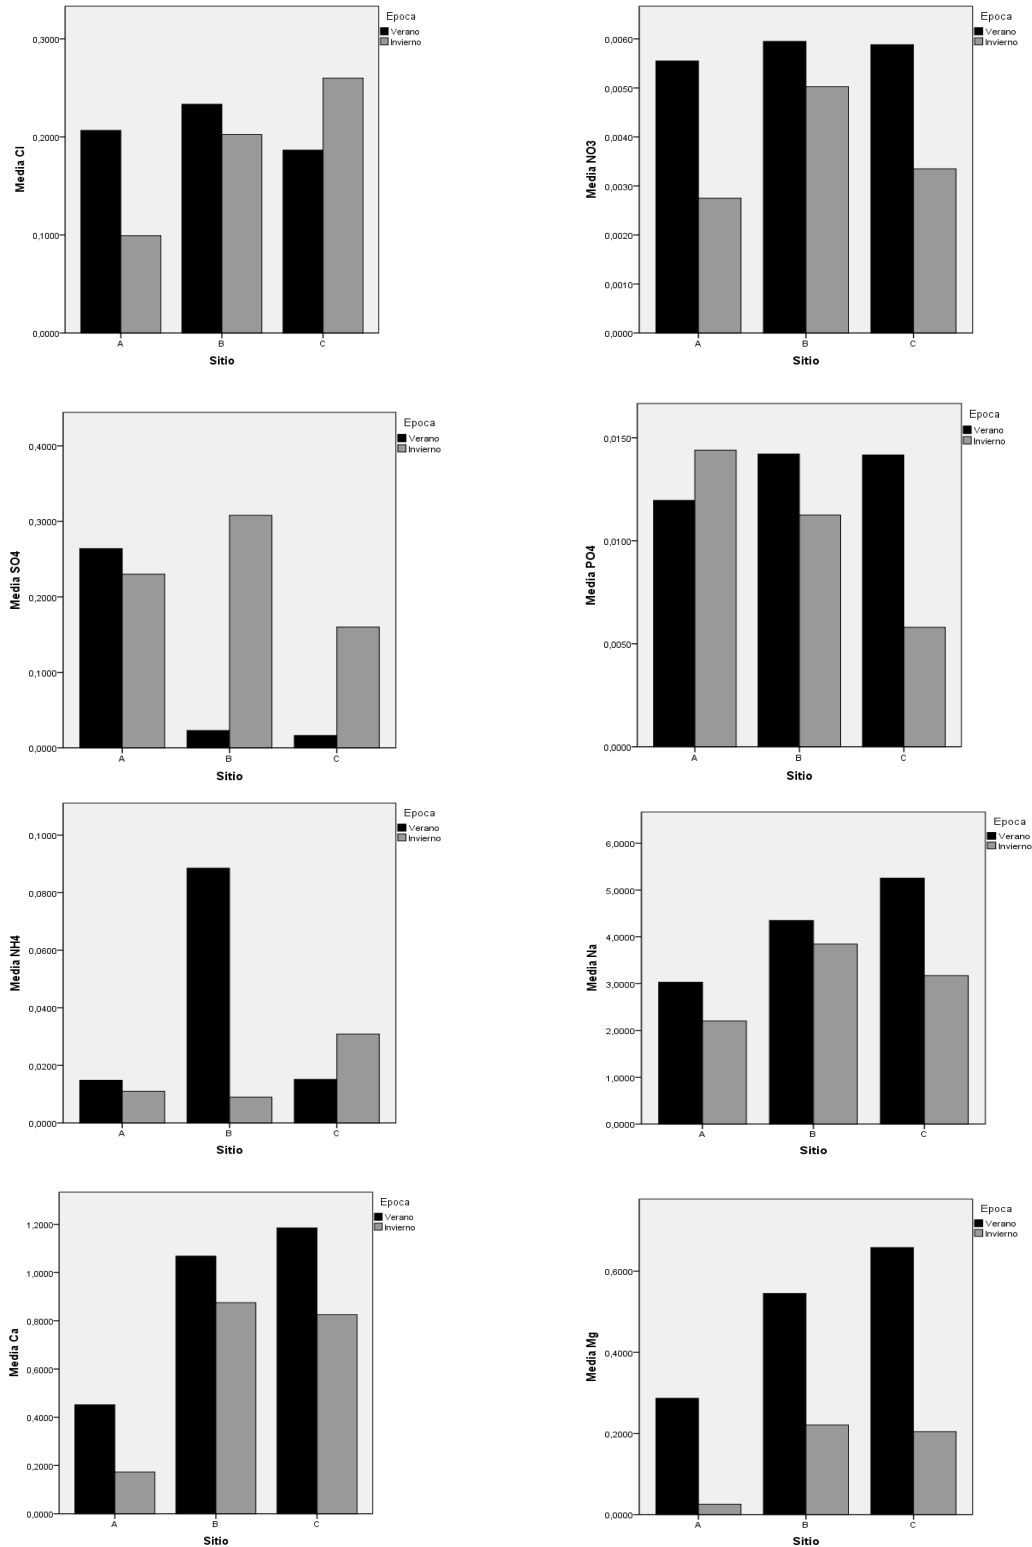 Epoca
Verano
Invierno
Media Cl
0,3000
0,2000
0,1000
0,0000
A B C
Sitio
Epoca
Verano
Invierno
Media NO3
0,0060
0,0050
0,0040
0,0030
0,0020
0,0010
0,0000
A B C
Sitio
Epoca
Verano
Invierno
Media SO4
0,4000
0,3000
0,2000
0,1000
0,0000
A B C
Sitio
Epoca
Verano
Invierno
Media PO4
0,0150
0,0100
0,0050
0,0000
A B C
Sitio
Epoca
Verano
Invierno
Media NH4
0,1000
0,0800
0,0600
0,0400
0,0200
0,0000
A B C
Sitio
Epoca
Verano
Invierno
Media Na
6,0000
5,0000
4,0000
3,0000
2,0000
1,0000
0,0000
A B C
Sitio
Epoca
Verano
Invierno
Media Ca
1,2000
1,0000
0,8000
0,6000
0,4000
0,2000
0,0000
A B C
Sitio
Epoca
Verano
Invierno
Media Mg
0,6000
0,4000
0,2000
0,0000
A B C
Sitio